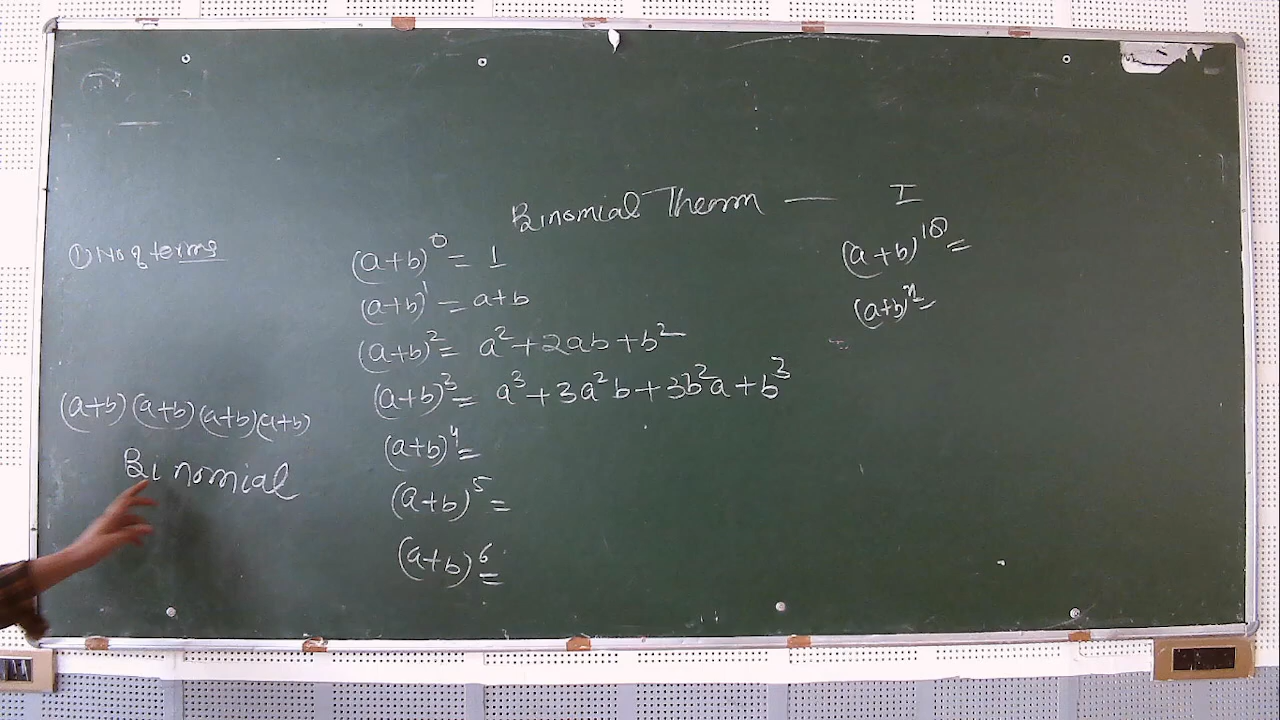 Binomial Theorm — I
① No of terms
(a+b)⁰ = 1
(a+b)¹ = a+b
(a+b)² = a²+2ab+b²
(a+b)³ = a³+3a²b+3b²a+b³
(a+b)⁴=
(a+b)⁵=
(a+b)⁶=
(a+b)¹⁰=
(a+b)ⁿ=
(a+b)(a+b)(a+b)(a+b)
Binomial